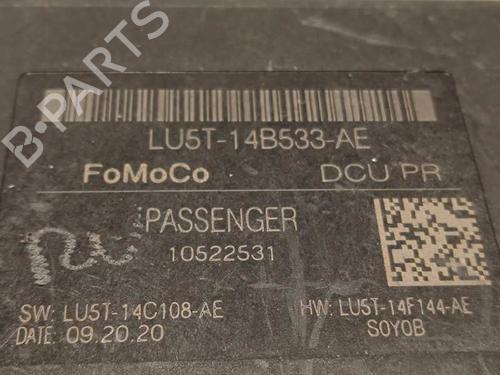 B-PARTS
LU5T-14B533-AE
FoMoCo DCU PR
PASSENGER
10522531
SW: LU5T-14C108-AE HW: LU5T-14F144-AE
DATE: 09.20.20 S0Y0B